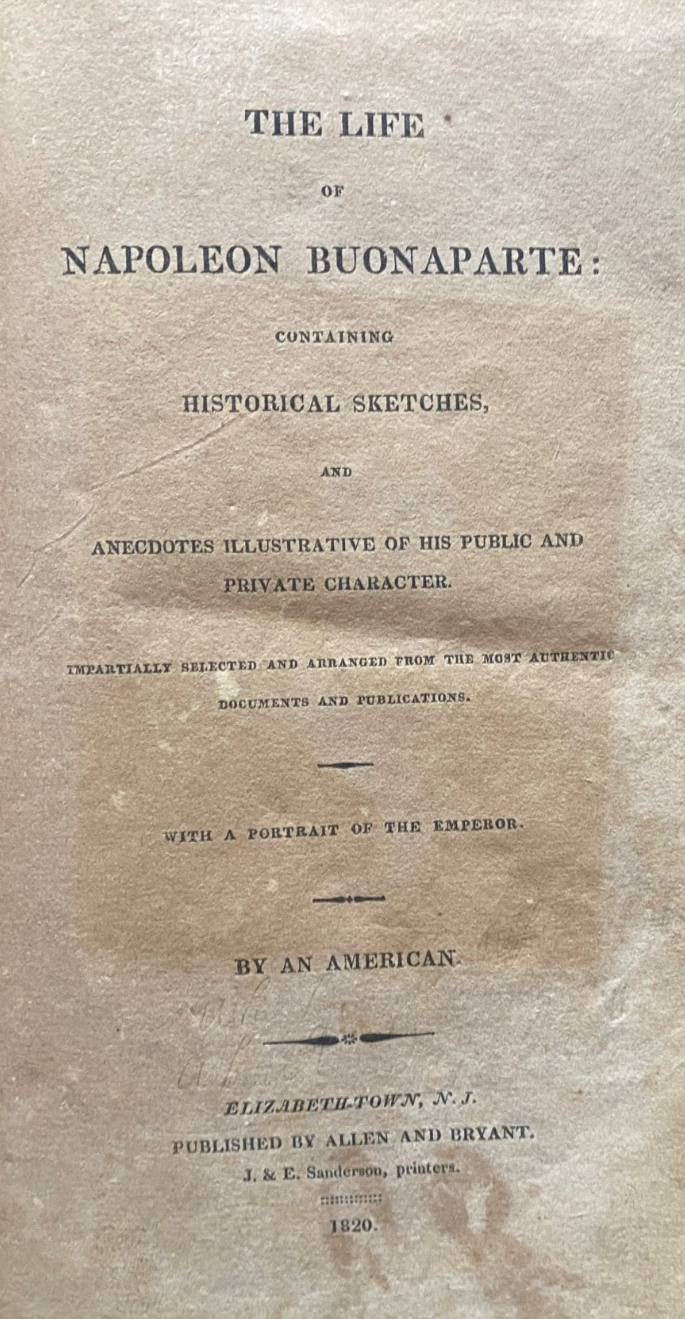 THE LIFE
OF
NAPOLEON BUONAPARTE:
CONTAINING
HISTORICAL SKETCHES,
AND
ANECDOTES ILLUSTRATIVE OF HIS PUBLIC AND
PRIVATE CHARACTER.
IMPARTIALLY SELECTED AND ARRANGED FROM THE MOST AUTHENTIC
DOCUMENTS AND PUBLICATIONS.
WITH A PORTRAIT OF THE EMPEROR.
BY AN AMERICAN.
ELIZABETH-TOWN, N. J.
PUBLISHED BY ALLEN AND BRYANT.
J. & E. Sanderson, printers.
1820.